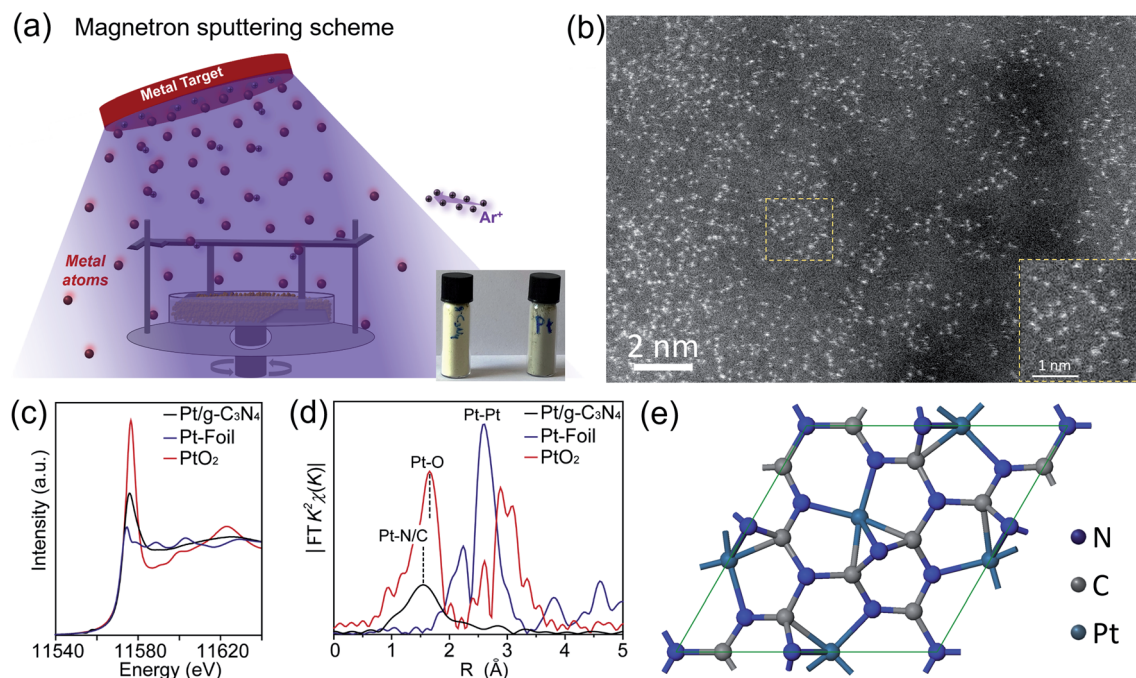 (a) Magnetron sputtering scheme
Metal Target
Ar⁺
Metal
atoms
Pt
(b)
2 nm
1 nm
(c)
Pt/g-C₃N₄
Pt-Foil
PtO₂
Intensity (a.u.)
11540 11580 11620
Energy (eV)
(d)
Pt-Pt
Pt/g-C₃N₄
Pt-Foil
PtO₂
Pt-O
Pt-N/C
|FT K²χ(K)|
0 1 2 3 4 5
R (Å)
(e)
N
C
Pt